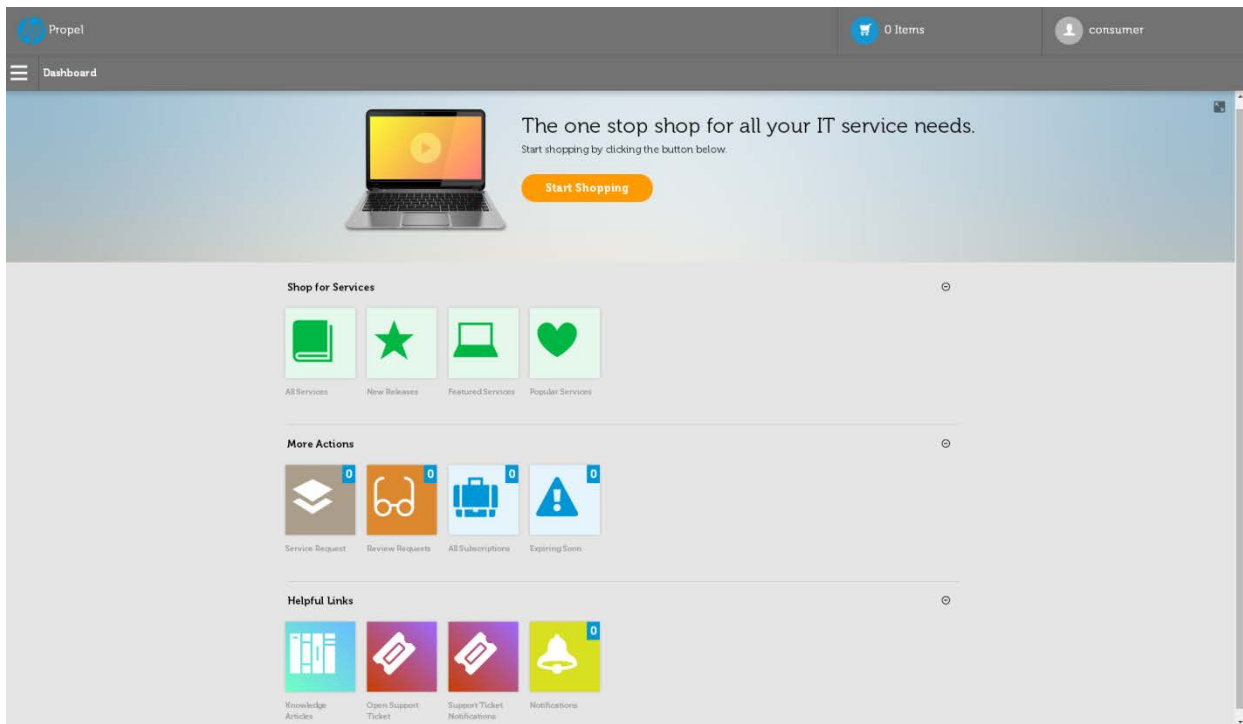 hp Propel
0 Items
consumer
Dashboard
The one stop shop for all your IT service needs.
Start shopping by clicking the button below.
Start Shopping
Shop for Services
All Services
New Releases
Featured Services
Popular Services
More Actions
0
0
0
0
Service Request
Review Requests
All Subscriptions
Expiring Soon
Helpful Links
0
Knowledge
Articles
Open Support
Ticket
Support Ticket
Notifications
Notifications